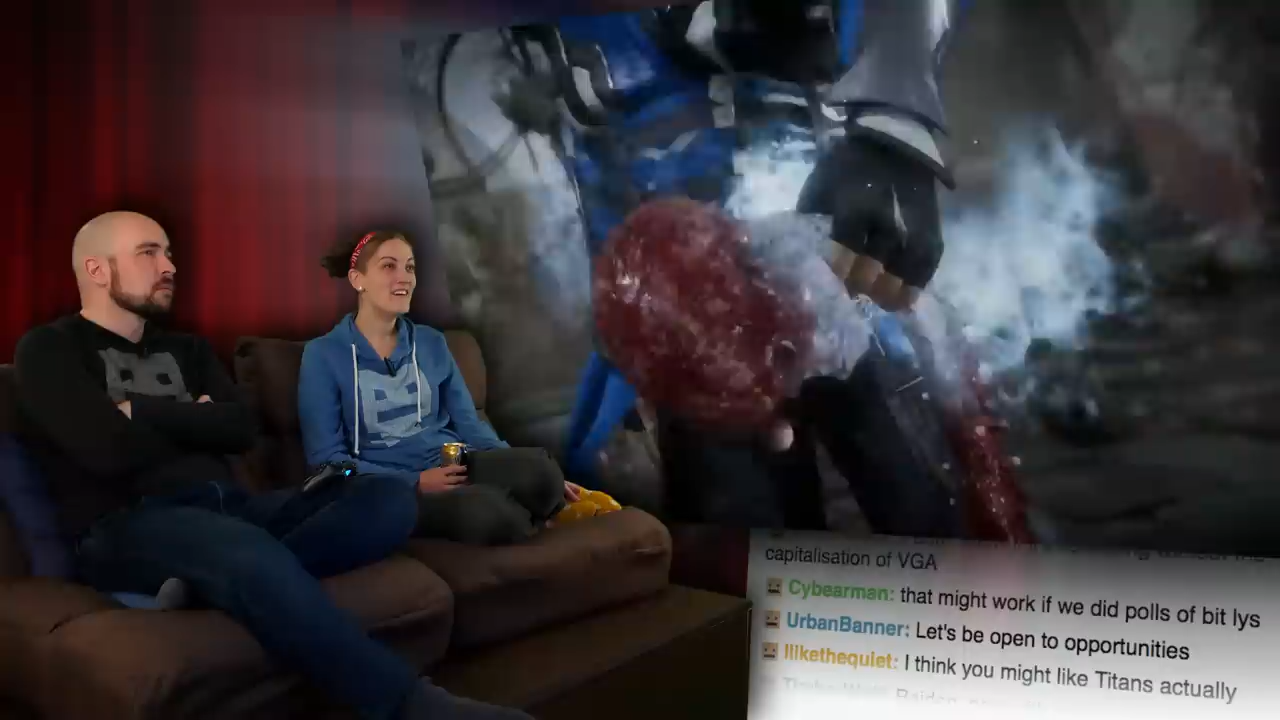 capitalisation of VGA
Cybearman: that might work if we did polls of bit lys
UrbanBanner: Let's be open to opportunities
Ilikethequiet: I think you might like Titans actually